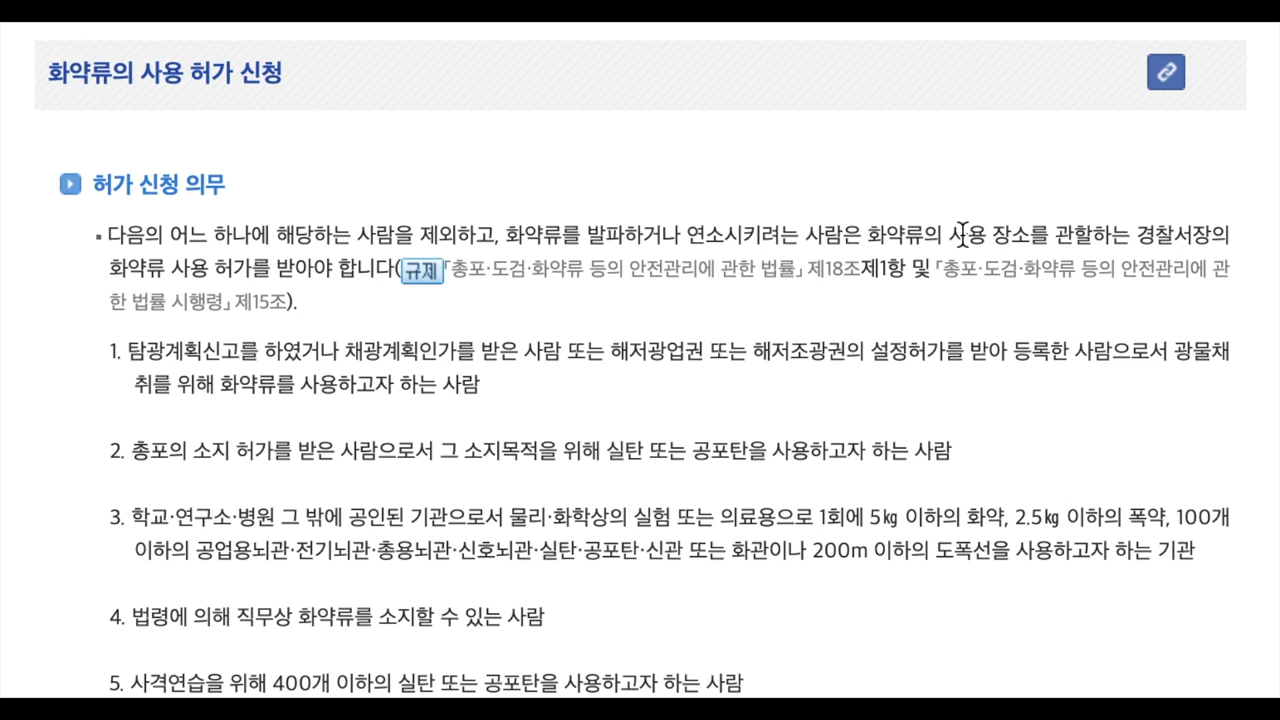 화약류의 사용 허가 신청
허가 신청 의무
▪ 다음의 어느 하나에 해당하는 사람을 제외하고, 화약류를 발파하거나 연소시키려는 사람은 화약류의 사용 장소를 관할하는 경찰서장의
화약류 사용 허가를 받아야 합니다(규제「총포·도검·화약류 등의 안전관리에 관한 법률」 제18조제1항 및 「총포·도검·화약류 등의 안전관리에 관
한 법률 시행령」 제15조).
1. 탐광계획신고를 하였거나 채광계획인가를 받은 사람 또는 해저광업권 또는 해저조광권의 설정허가를 받아 등록한 사람으로서 광물채
취를 위해 화약류를 사용하고자 하는 사람
2. 총포의 소지 허가를 받은 사람으로서 그 소지목적을 위해 실탄 또는 공포탄을 사용하고자 하는 사람
3. 학교·연구소·병원 그 밖에 공인된 기관으로서 물리·화학상의 실험 또는 의료용으로 1회에 5㎏ 이하의 화약, 2.5㎏ 이하의 폭약, 100개
이하의 공업용뇌관·전기뇌관·총용뇌관·신호뇌관·실탄·공포탄·신관 또는 화관이나 200m 이하의 도폭선을 사용하고자 하는 기관
4. 법령에 의해 직무상 화약류를 소지할 수 있는 사람
5. 사격연습을 위해 400개 이하의 실탄 또는 공포탄을 사용하고자 하는 사람